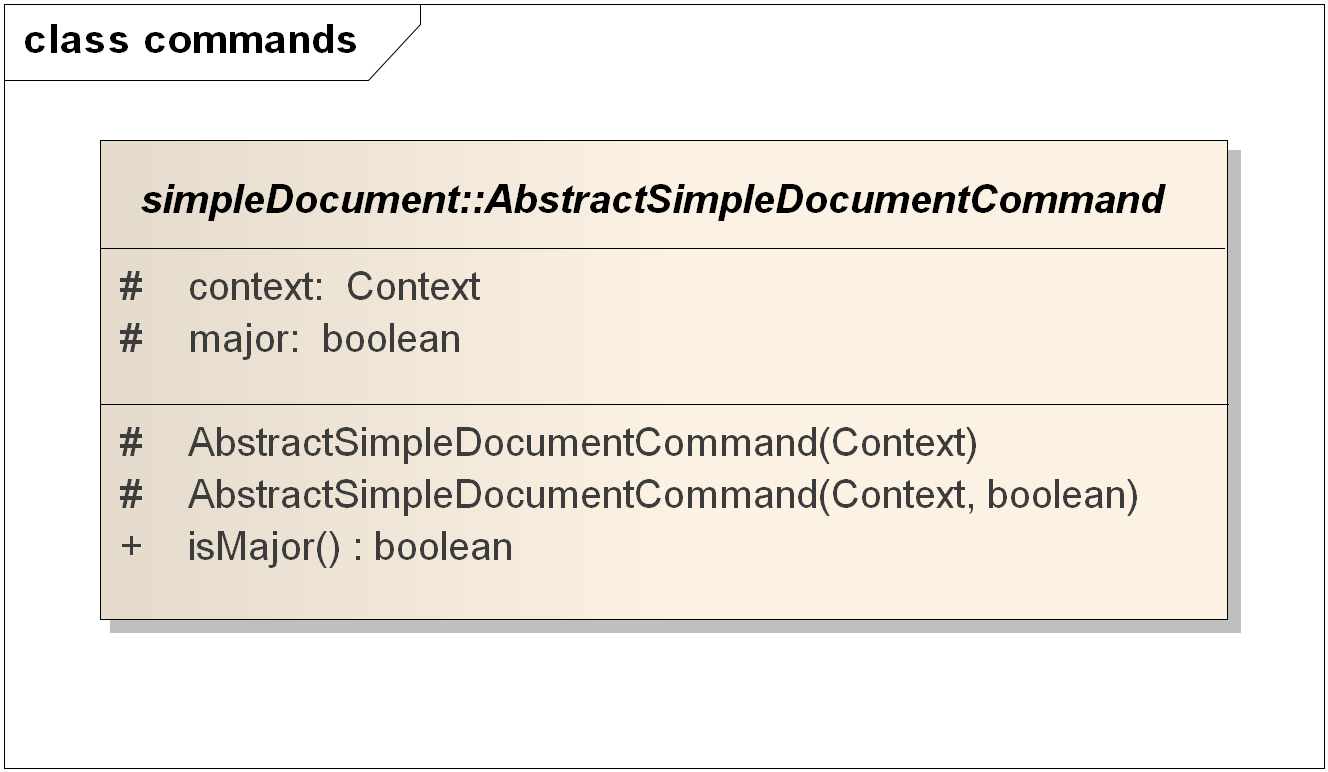 class commands
simpleDocument::AbstractSimpleDocumentCommand
# context: Context
# major: boolean
# AbstractSimpleDocumentCommand(Context)
# AbstractSimpleDocumentCommand(Context, boolean)
+ isMajor() : boolean